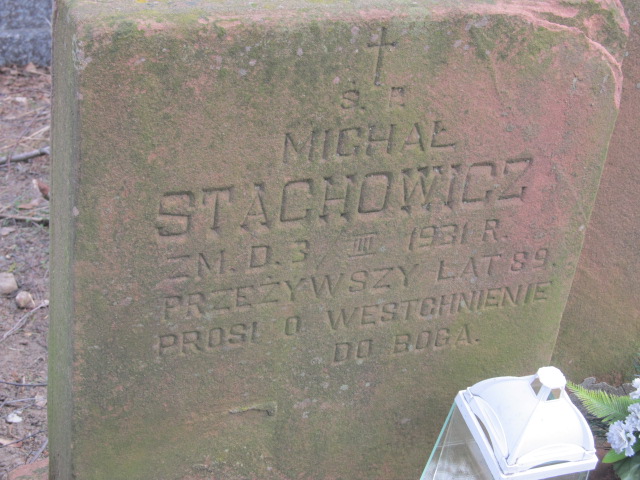 Ś. P.
MICHAŁ
STACHOWICZ
ZM. D. 3/III 1931 R.
PRZEŻYWSZY LAT 89.
PROSI O WESTCHNIENIE
DO BOGA.